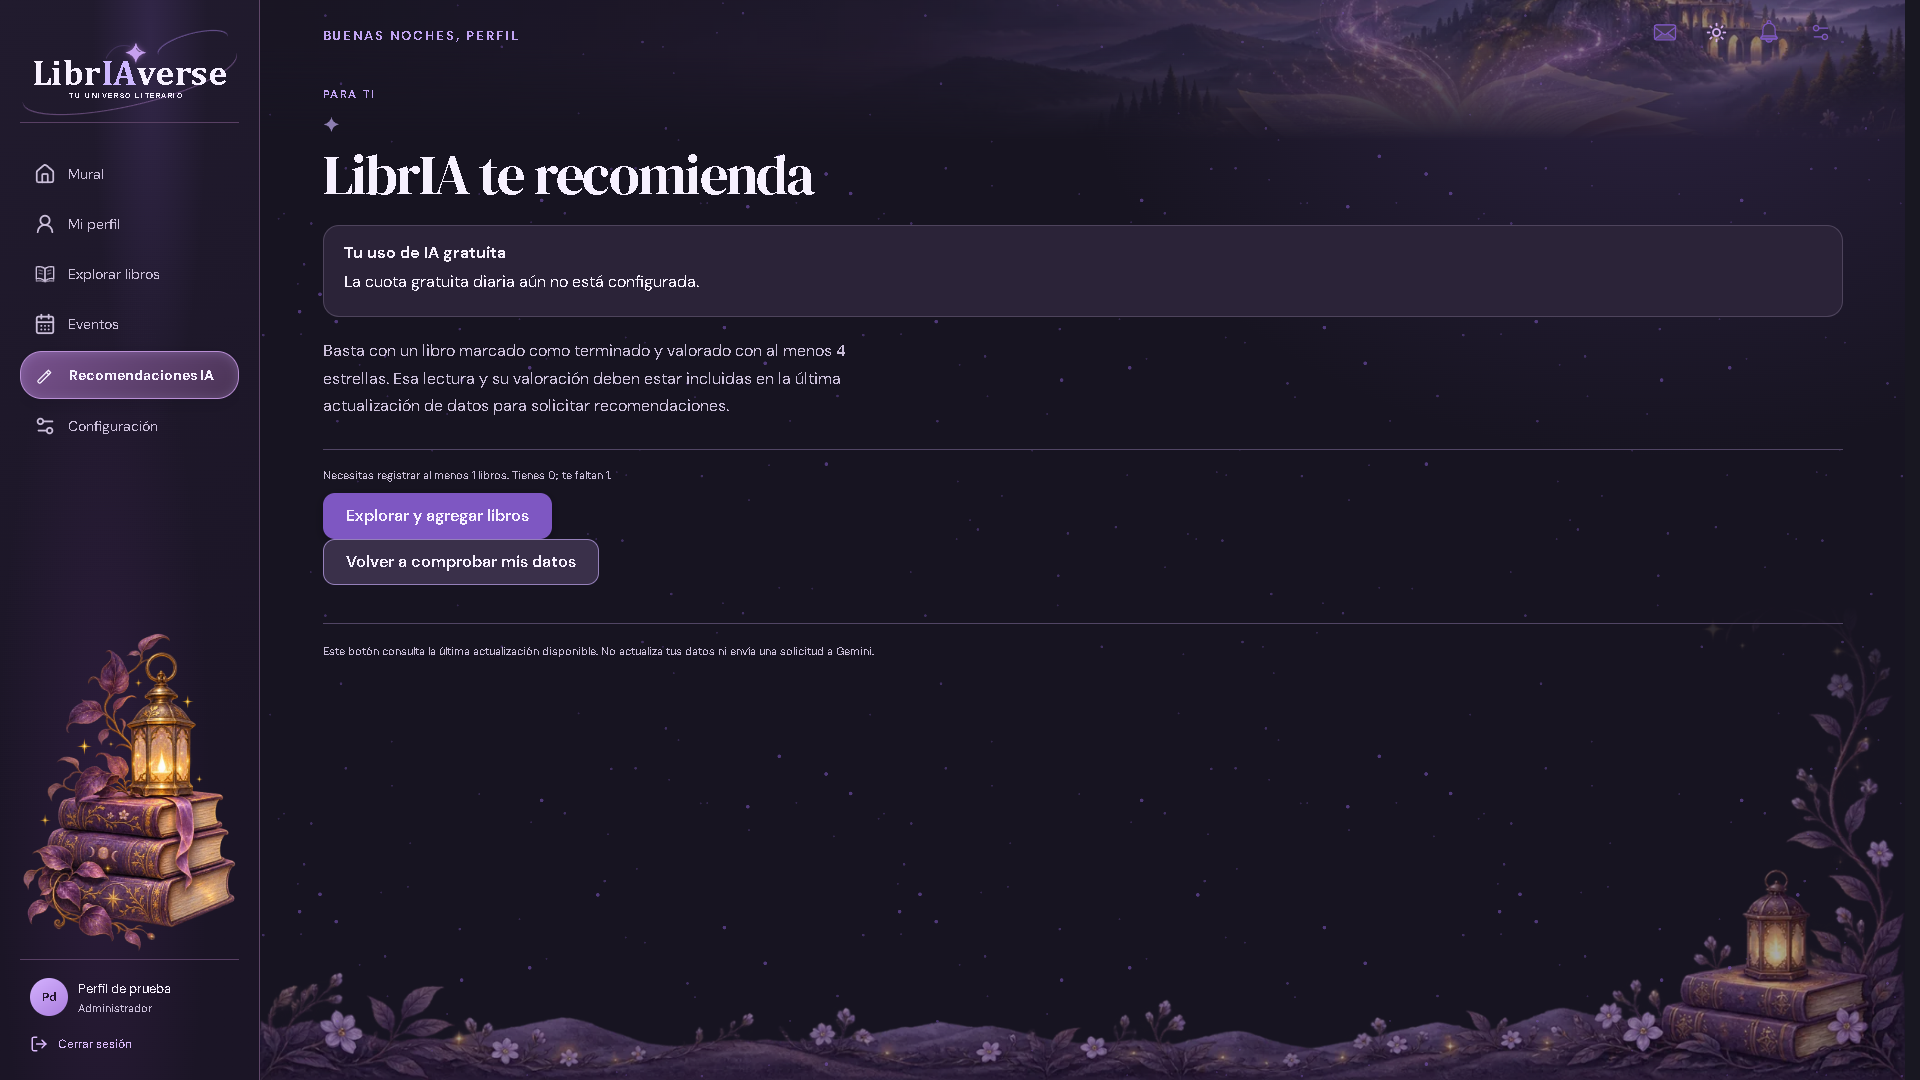 LibrIAverse
TU UNIVERSO LITERARIO
Mural
Mi perfil
Explorar libros
Eventos
Recomendaciones IA
Configuración
Pd
Perfil de prueba
Administrador
Cerrar sesión
BUENAS NOCHES, PERFIL
PARA TI
LibrIA te recomienda
Tu uso de IA gratuita
La cuota gratuita diaria aún no está configurada.
Basta con un libro marcado como terminado y valorado con al menos 4
estrellas. Esa lectura y su valoración deben estar incluidas en la última
actualización de datos para solicitar recomendaciones.
Necesitas registrar al menos 1 libros. Tienes 0; te faltan 1.
Explorar y agregar libros
Volver a comprobar mis datos
Este botón consulta la última actualización disponible. No actualiza tus datos ni envía una solicitud a Gemini.